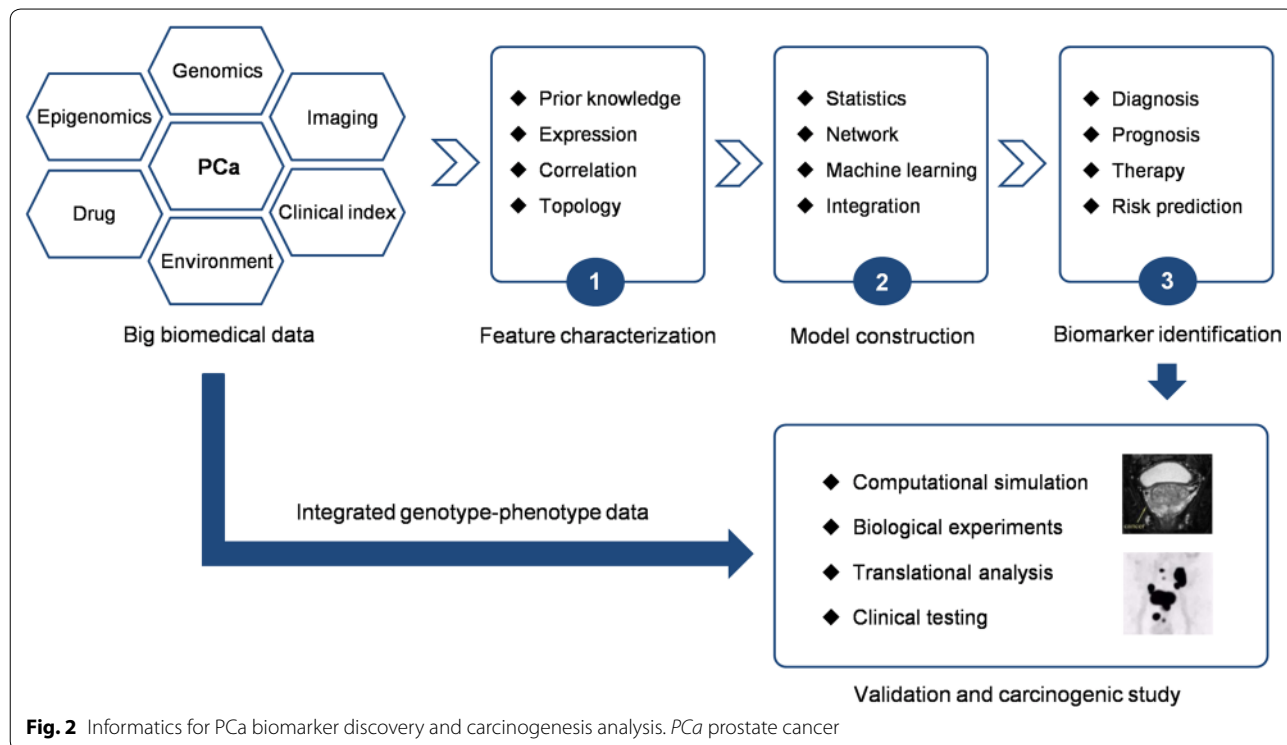 Genomics
Epigenomics
Imaging
PCa
Drug
Clinical index
Environment
Big biomedical data
◆ Prior knowledge
◆ Expression
◆ Correlation
◆ Topology
1
Feature characterization
◆ Statistics
◆ Network
◆ Machine learning
◆ Integration
2
Model construction
◆ Diagnosis
◆ Prognosis
◆ Therapy
◆ Risk prediction
3
Biomarker identification
Integrated genotype-phenotype data
◆ Computational simulation
◆ Biological experiments
◆ Translational analysis
◆ Clinical testing
cancer
Validation and carcinogenic study
Fig. 2 Informatics for PCa biomarker discovery and carcinogenesis analysis. PCa prostate cancer